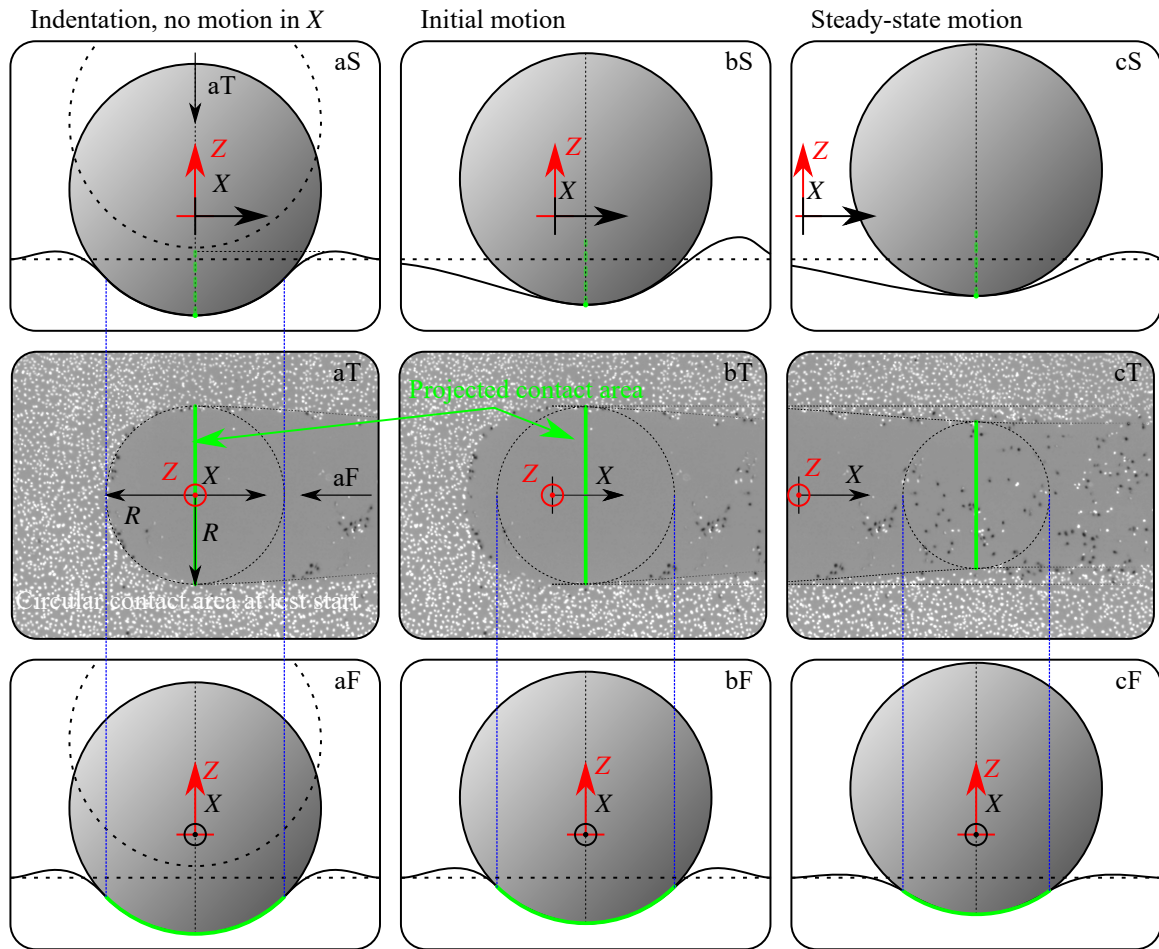 Indentation, no motion in X
Initial motion
Steady-state motion
aS
aT
Z
X
bS
Z
X
cS
Z
X
aT
Z
X
aF
R
R
Circular contact area at test start
bT
Projected contact area
Z
X
cT
Z
X
aF
Z
X
bF
Z
X
cF
Z
X